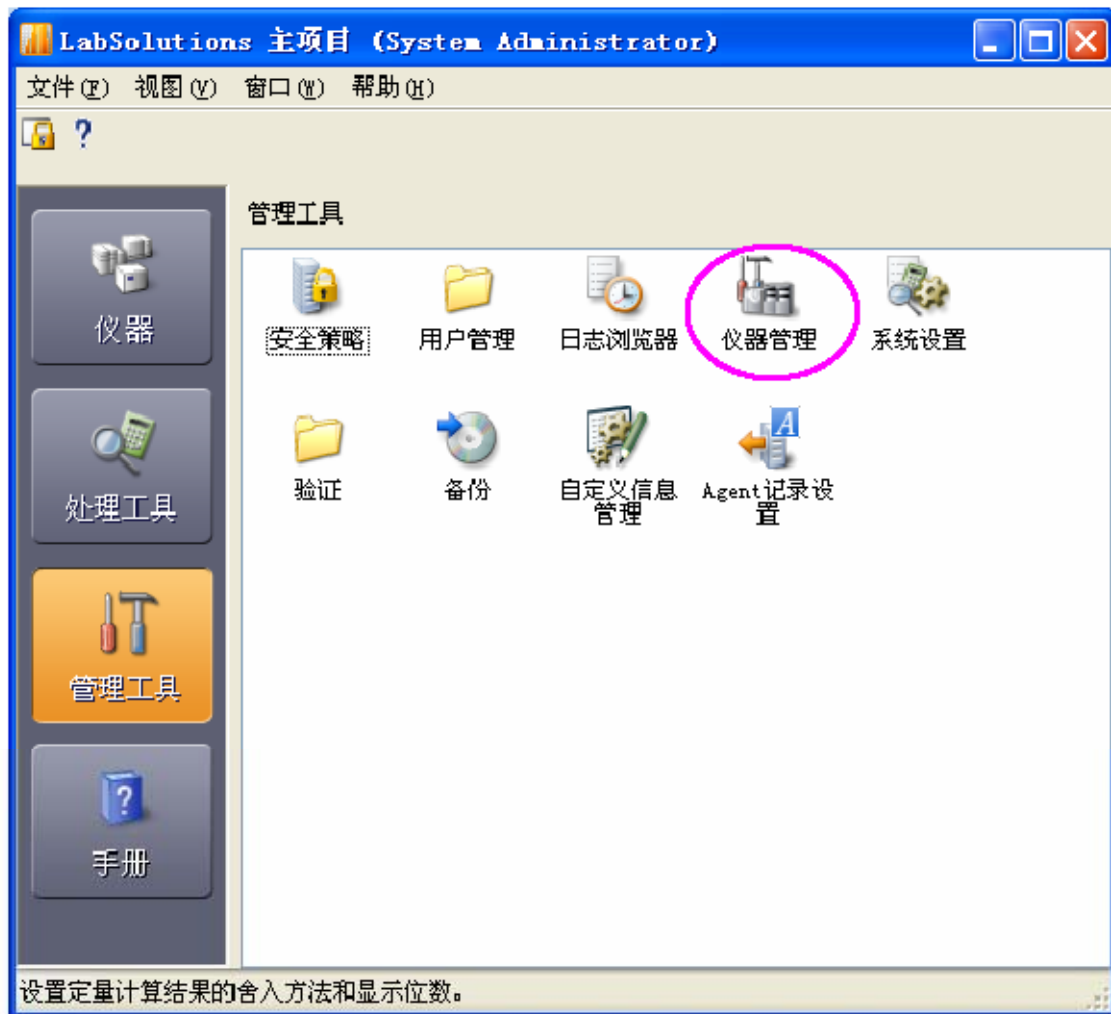 LabSolutions 主项目 (System Administrator)
文件(F) 视图(V) 窗口(W) 帮助(H)
?
管理工具
仪器
处理工具
管理工具
手册
安全策略 用户管理 日志浏览器 仪器管理 系统设置
验证 备份 自定义信息 Agent记录设
管理 置
设置定量计算结果的舍入方法和显示位数。